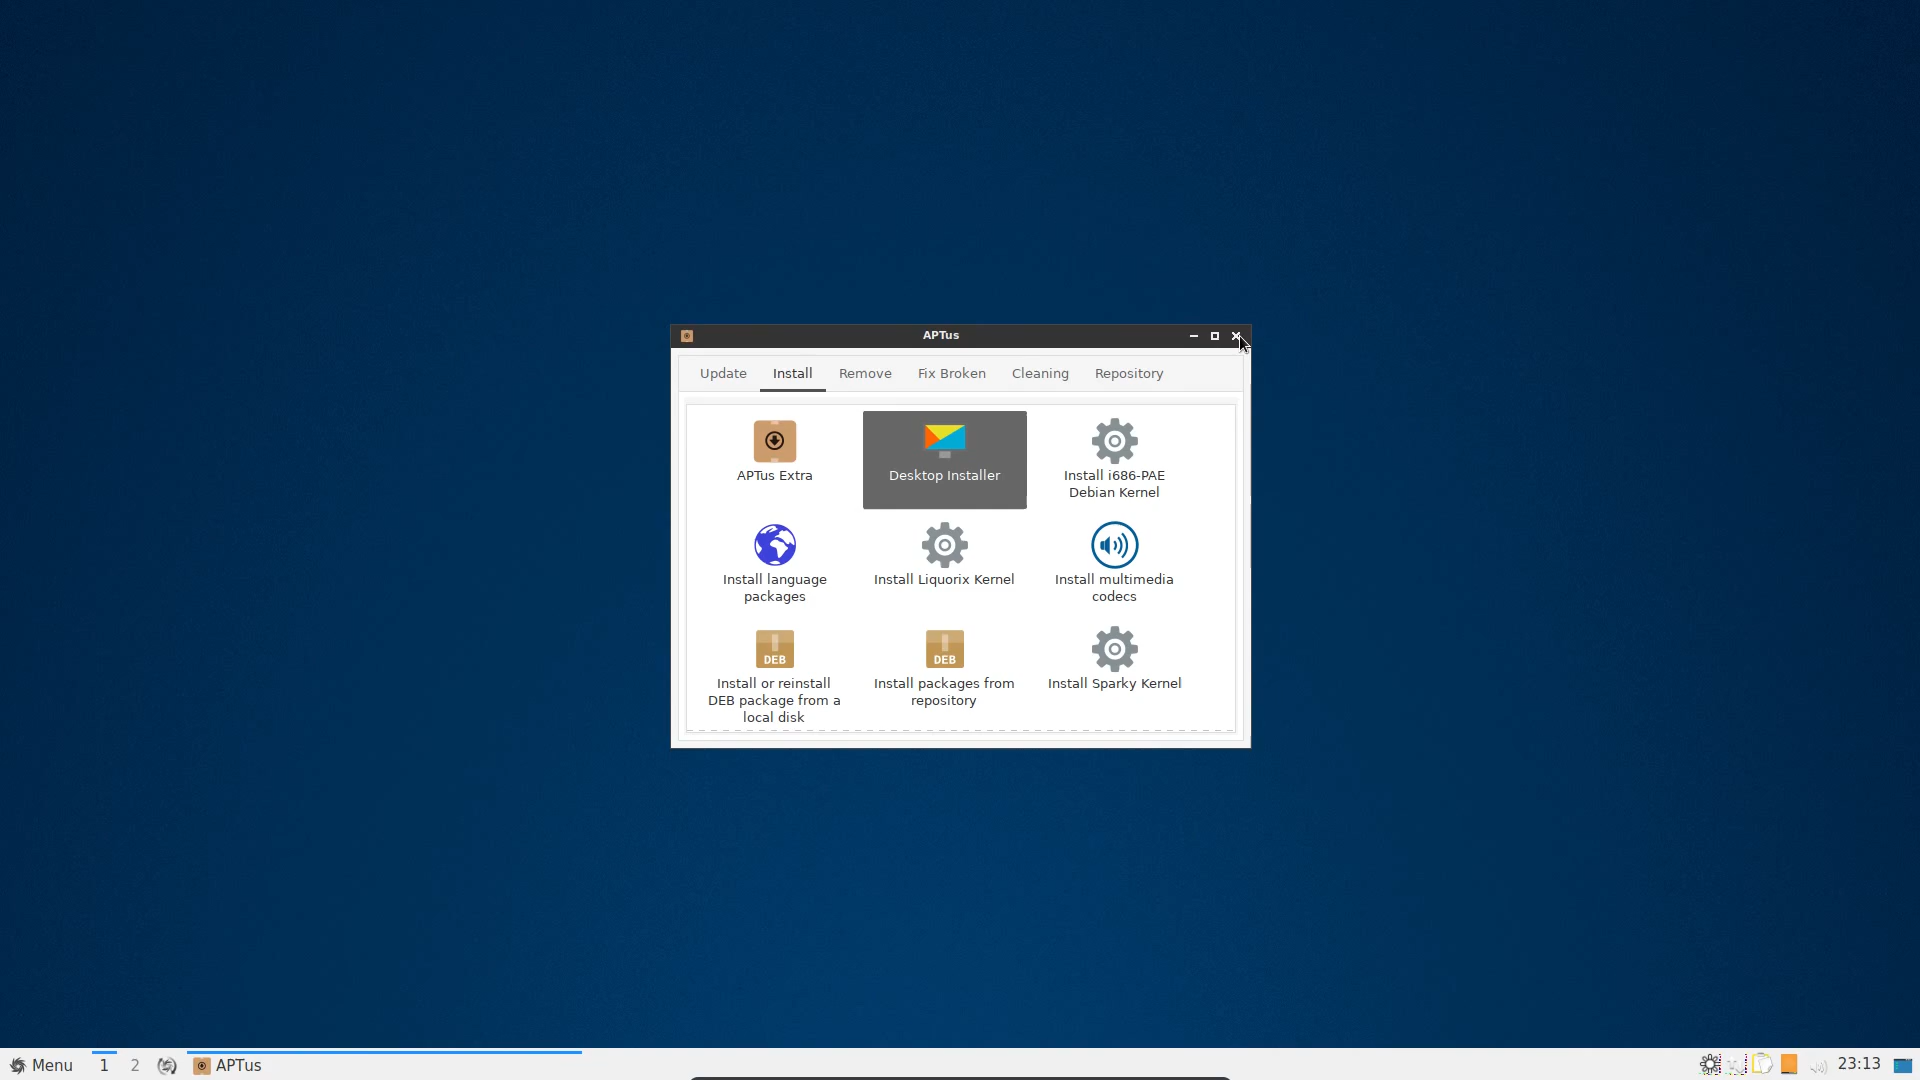 APTus
Update Install Remove Fix Broken Cleaning Repository
APTus Extra
Desktop Installer
Install i686-PAE
Debian Kernel
Install language
packages
Install Liquorix Kernel
Install multimedia
codecs
DEB
Install or reinstall
DEB package from a
local disk
DEB
Install packages from
repository
Install Sparky Kernel
Menu 1 2 APTus 23:13